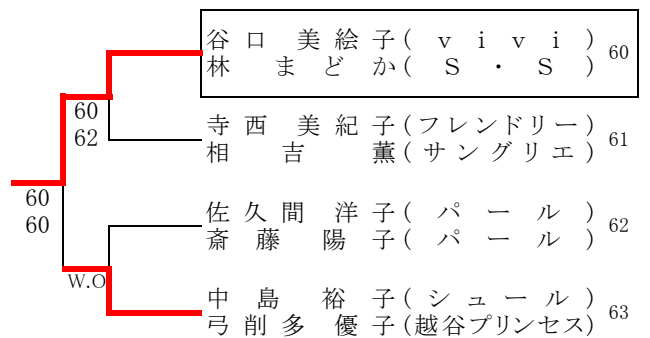 谷口 美絵子(vivi) 60
林 まどか(S・S)
60
62
寺西 美紀子(フレンドリー) 61
相吉 薫(サングリエ)
60
60
佐久間 洋子(パール) 62
斎藤 陽子(パール)
W.O
中島 裕子(シュール) 63
弓削多 優子(越谷プリンセス)